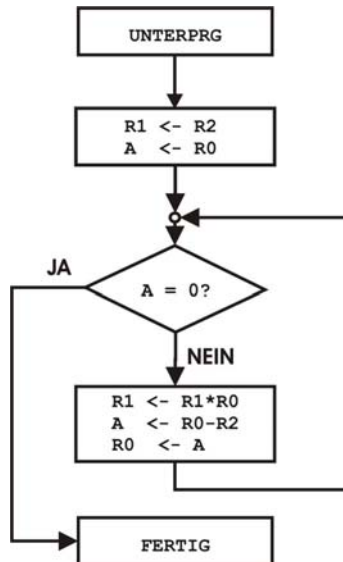 UNTERPRG
R1 <- R2
A <- R0
JA
A = 0?
NEIN
R1 <- R1*R0
A <- R0-R2
R0 <- A
FERTIG